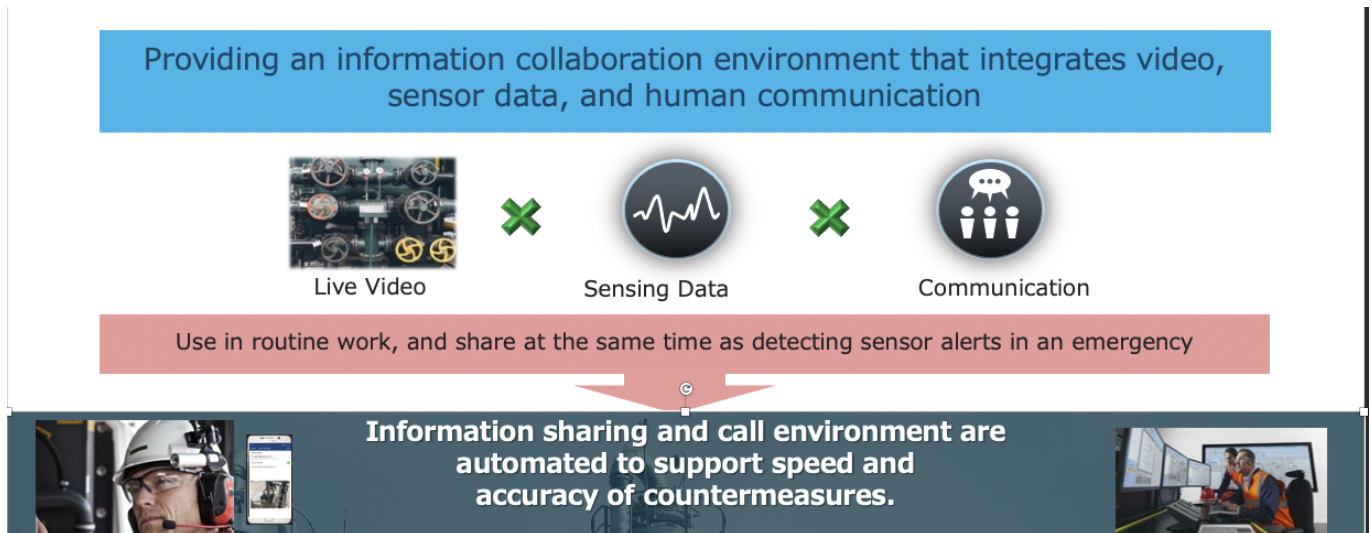 Providing an information collaboration environment that integrates video,
sensor data, and human communication
Live Video
Sensing Data
Communication
Use in routine work, and share at the same time as detecting sensor alerts in an emergency
Information sharing and call environment are
automated to support speed and
accuracy of countermeasures.